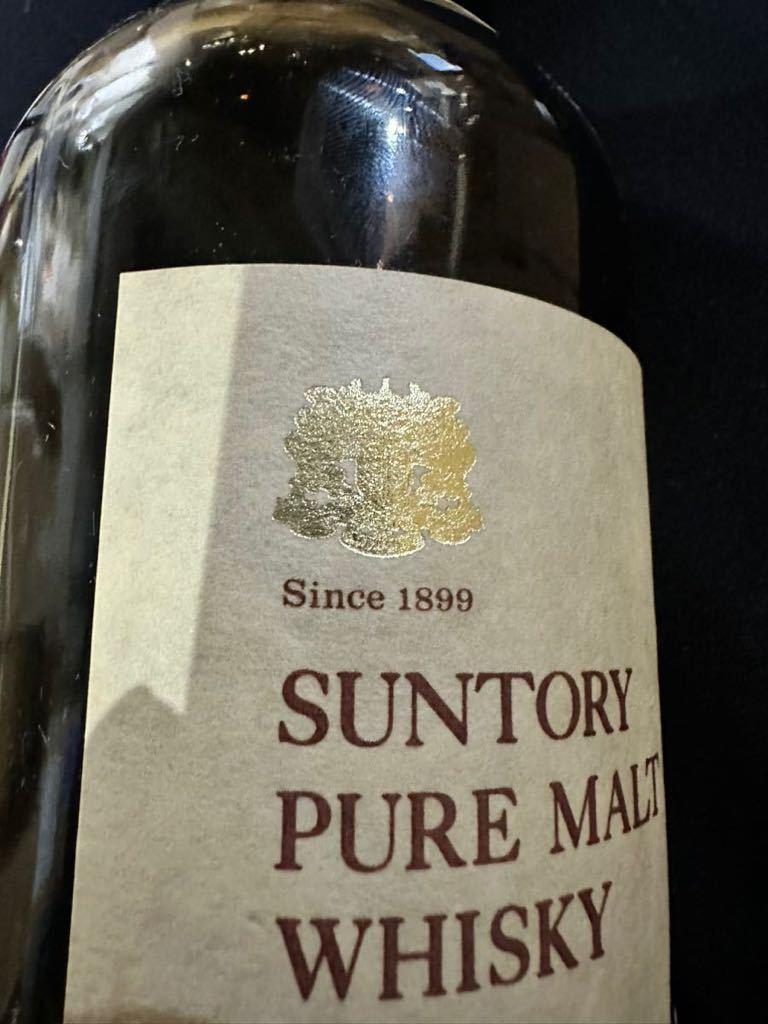 Since 1899
SUNTORY
PURE MALT
WHISKY